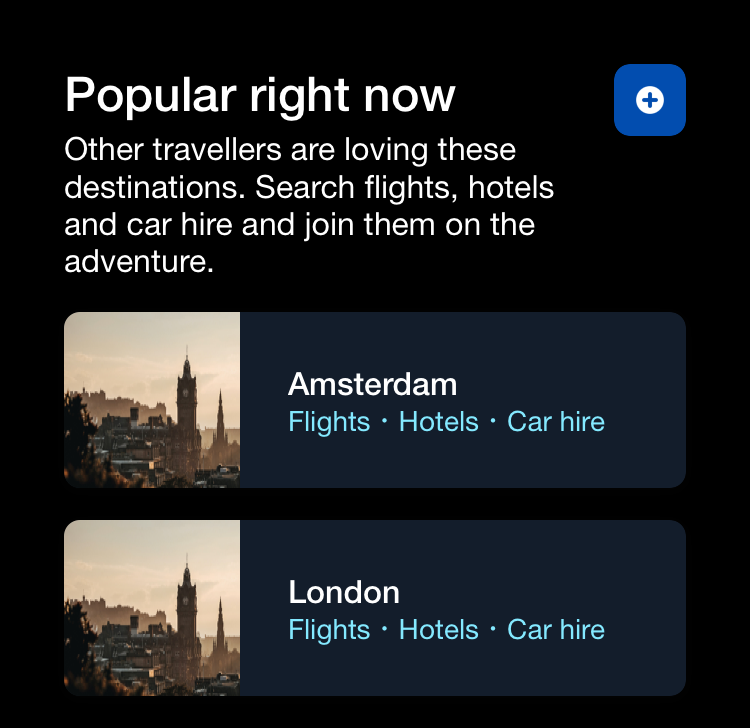 Popular right now
Other travellers are loving these
destinations. Search flights, hotels
and car hire and join them on the
adventure.
Amsterdam
Flights · Hotels · Car hire
London
Flights · Hotels · Car hire